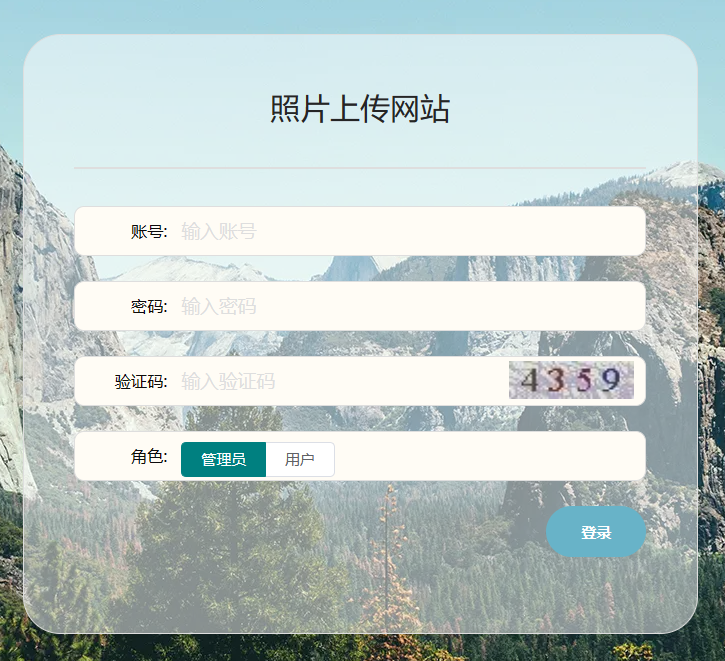 照片上传网站
账号: 输入账号
密码: 输入密码
验证码: 输入验证码 4359
角色: 管理员 用户
登录